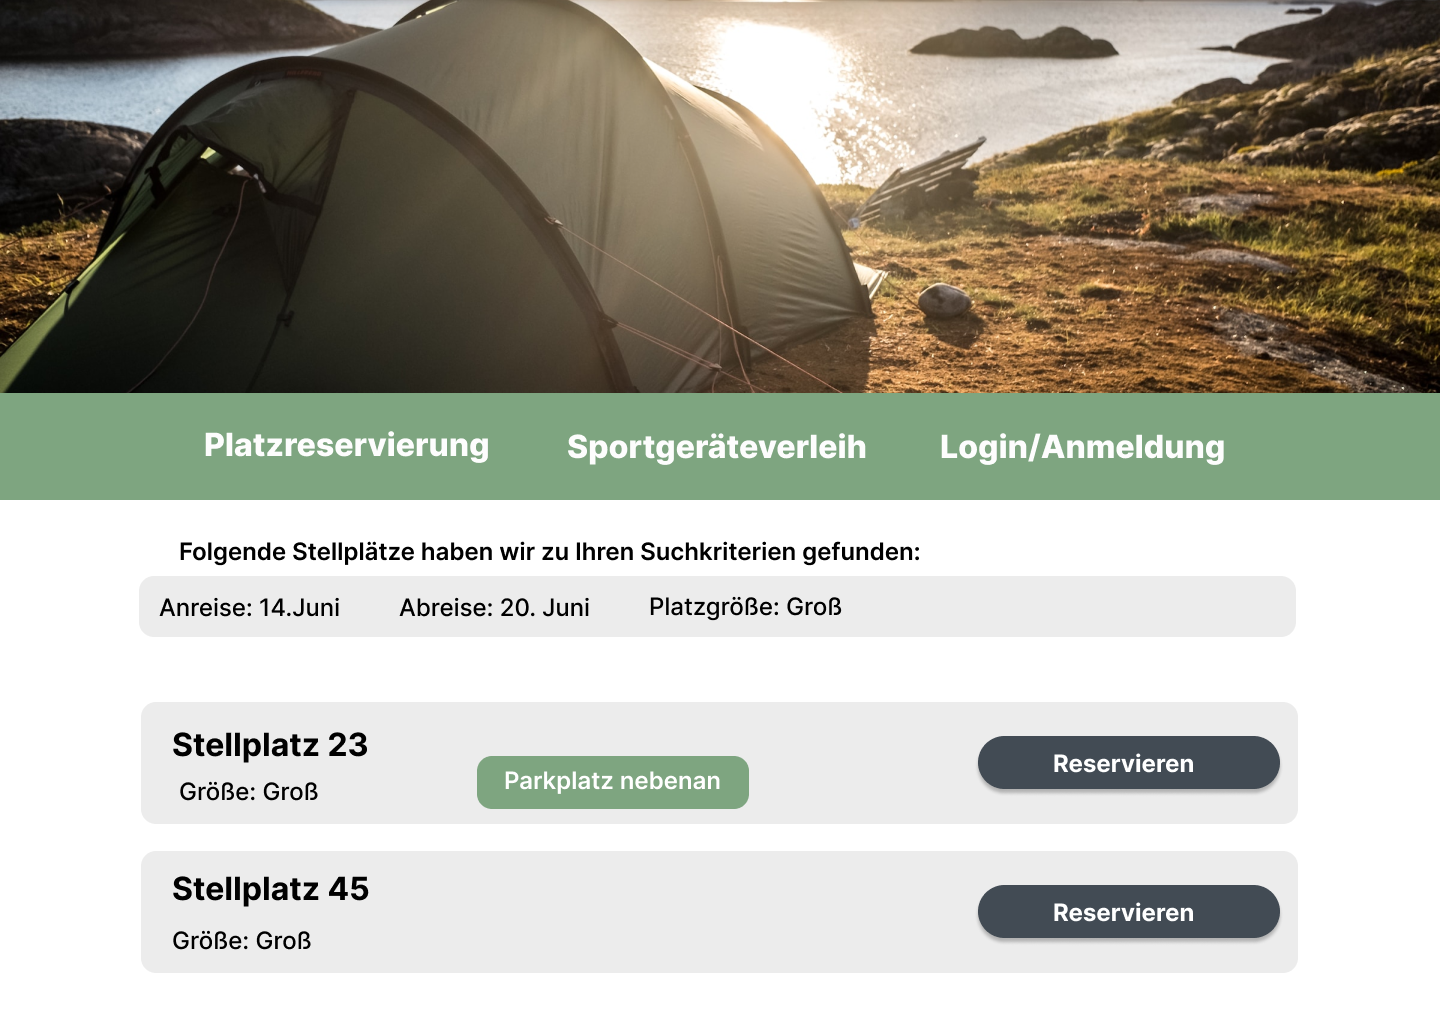 Platzreservierung Sportgeräteverleih Login/Anmeldung
Folgende Stellplätze haben wir zu Ihren Suchkriterien gefunden:
Anreise: 14.Juni Abreise: 20. Juni Platzgröße: Groß
Stellplatz 23
Größe: Groß
Parkplatz nebenan
Reservieren
Stellplatz 45
Größe: Groß
Reservieren